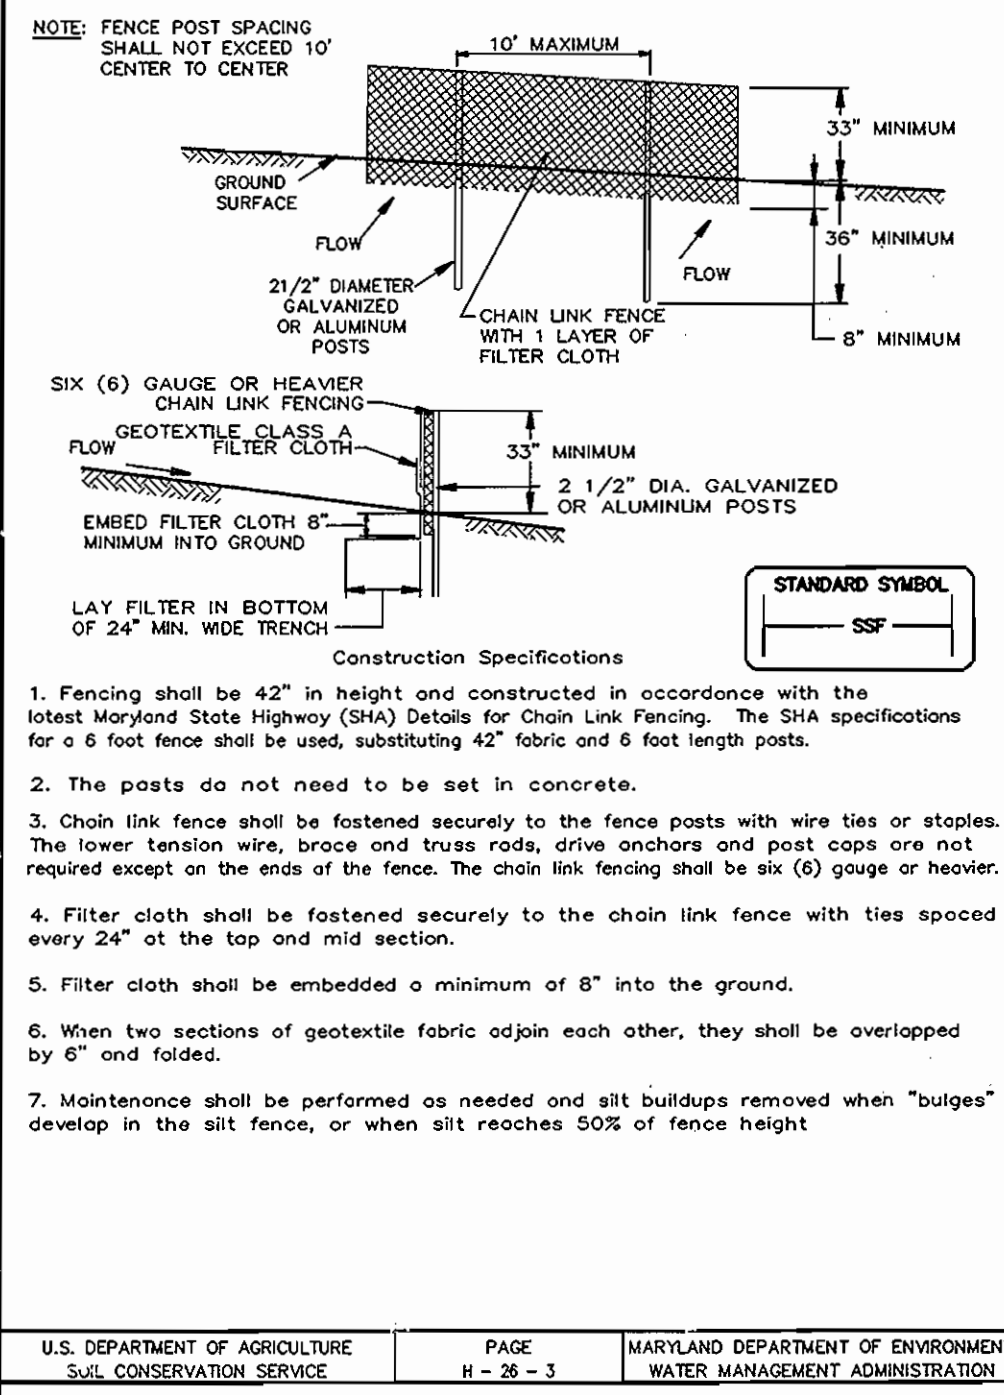 NOTE: FENCE POST SPACING
SHALL NOT EXCEED 10'
CENTER TO CENTER
10' MAXIMUM
33" MINIMUM
GROUND
SURFACE
FLOW
36" MINIMUM
FLOW
21/2" DIAMETER
GALVANIZED
OR ALUMINUM
POSTS
CHAIN LINK FENCE
WITH 1 LAYER OF
FILTER CLOTH
8" MINIMUM
SIX (6) GAUGE OR HEAVIER
CHAIN LINK FENCING
GEOTEXTILE CLASS A
FILTER CLOTH
FLOW
33" MINIMUM
2 1/2" DIA. GALVANIZED
OR ALUMINUM POSTS
EMBED FILTER CLOTH 8"
MINIMUM INTO GROUND
LAY FILTER IN BOTTOM
OF 24" MIN. WIDE TRENCH
STANDARD SYMBOL
SSF
Construction Specifications
1. Fencing shall be 42" in height and constructed in accordance with the
latest Maryland State Highway (SHA) Details for Chain Link Fencing. The SHA specifications
for a 6 foot fence shall be used, substituting 42" fabric and 6 foot length posts.
2. The posts do not need to be set in concrete.
3. Chain link fence shall be fastened securely to the fence posts with wire ties or staples.
The lower tension wire, brace and truss rods, drive anchors and post caps are not
required except on the ends of the fence. The chain link fencing shall be six (6) gauge or heavier.
4. Filter cloth shall be fastened securely to the chain link fence with ties spaced
every 24" at the top and mid section.
5. Filter cloth shall be embedded a minimum of 8" into the ground.
6. When two sections of geotextile fabric adjoin each other, they shall be overlapped
by 6" and folded.
7. Maintenance shall be performed as needed and silt buildups removed when "bulges"
develop in the silt fence, or when silt reaches 50% of fence height
U.S. DEPARTMENT OF AGRICULTURE
SOIL CONSERVATION SERVICE
PAGE
H - 26 - 3
MARYLAND DEPARTMENT OF ENVIRONMEN
WATER MANAGEMENT ADMINISTRATION